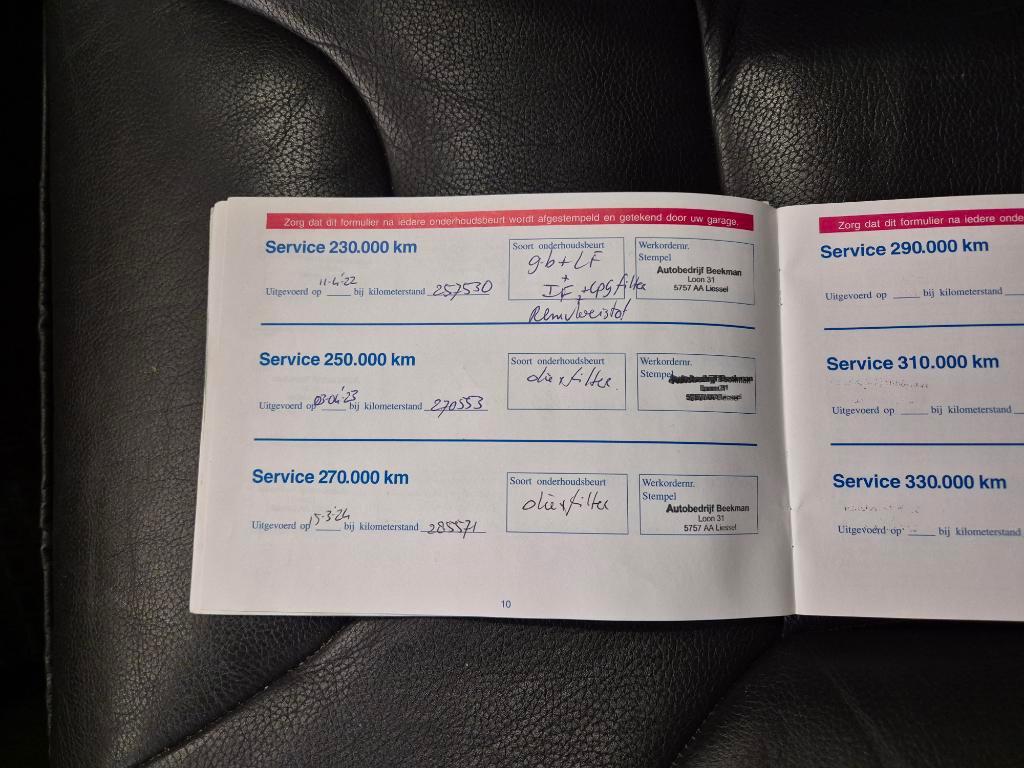 Zorg dat dit formulier na iedere onderhoudsbeurt wordt afgestempeld en getekend door uw garage.
Service 230.000 km
Uitgevoerd op 11-4-'22 bij kilometerstand 257530
Soort onderhoudsbeurt
g.b + LF
+
IF + LPG filter
Remvloeistof
Werkordernr.
Stempel
Autobedrijf Beekman
Loon 31
5757 AA Liessel
Service 250.000 km
Uitgevoerd op 03-04-'23 bij kilometerstand 270553
Soort onderhoudsbeurt
olie + filter.
Werkordernr.
Stempel
Service 270.000 km
Uitgevoerd op 15-3-'24 bij kilometerstand 285571
Soort onderhoudsbeurt
olie + filter
Werkordernr.
Stempel
Autobedrijf Beekman
Loon 31
5757 AA Liessel
10
Zorg dat dit formulier na iedere onde
Service 290.000 km
Uitgevoerd op bij kilometerstand
Service 310.000 km
Uitgevoerd op bij kilometerstand
Service 330.000 km
Uitgevoerd op bij kilometerstand